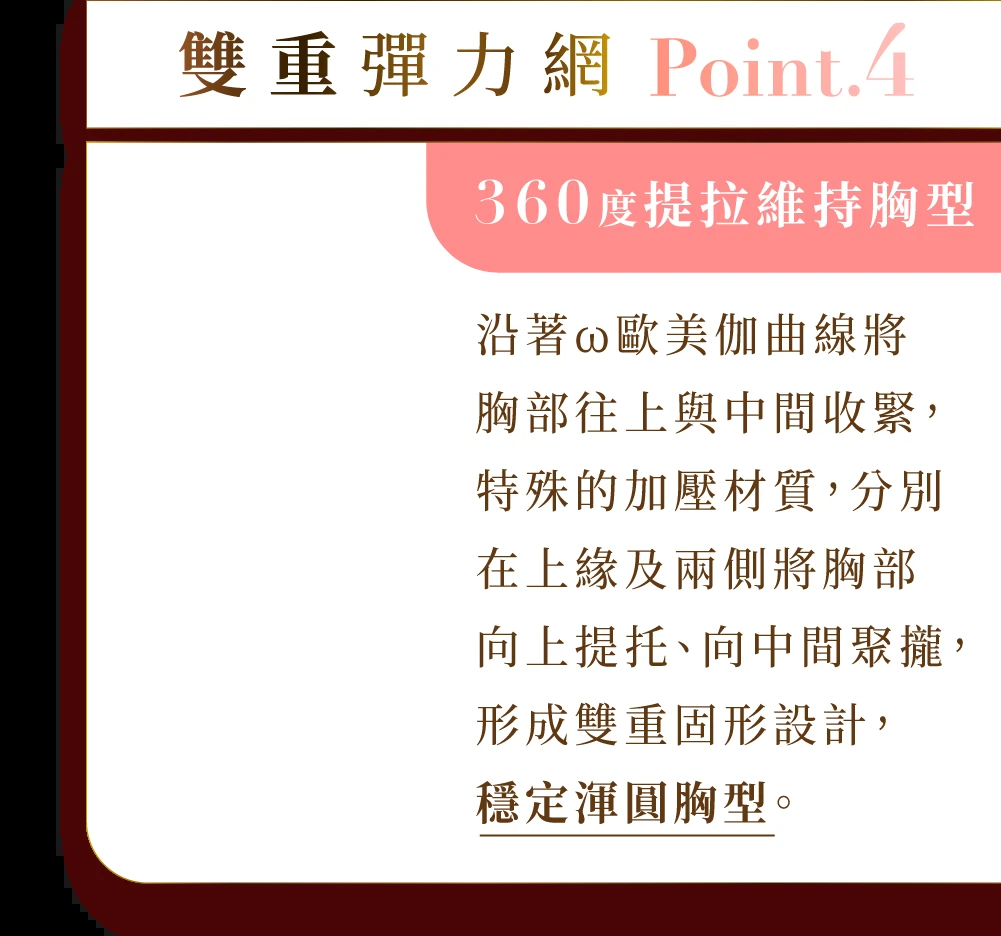 雙重彈力網 Point.4
360度提拉維持胸型
沿著ω歐美伽曲線將
胸部往上與中間收緊，
特殊的加壓材質，分別
在上緣及兩側將胸部
向上提托、向中間聚攏，
形成雙重固形設計，
穩定渾圓胸型。